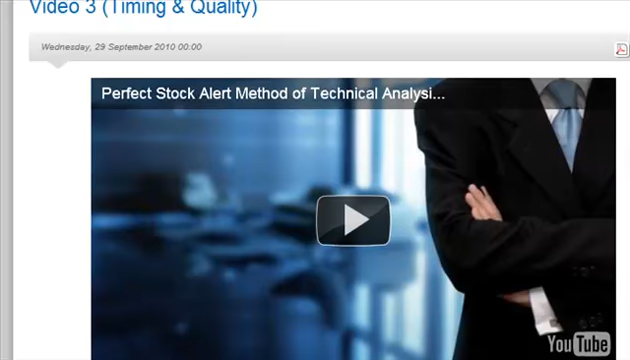 Video 3 (Timing & Quality)
Wednesday, 29 September 2010 00:00
Perfect Stock Alert Method of Technical Analysi...
YouTube